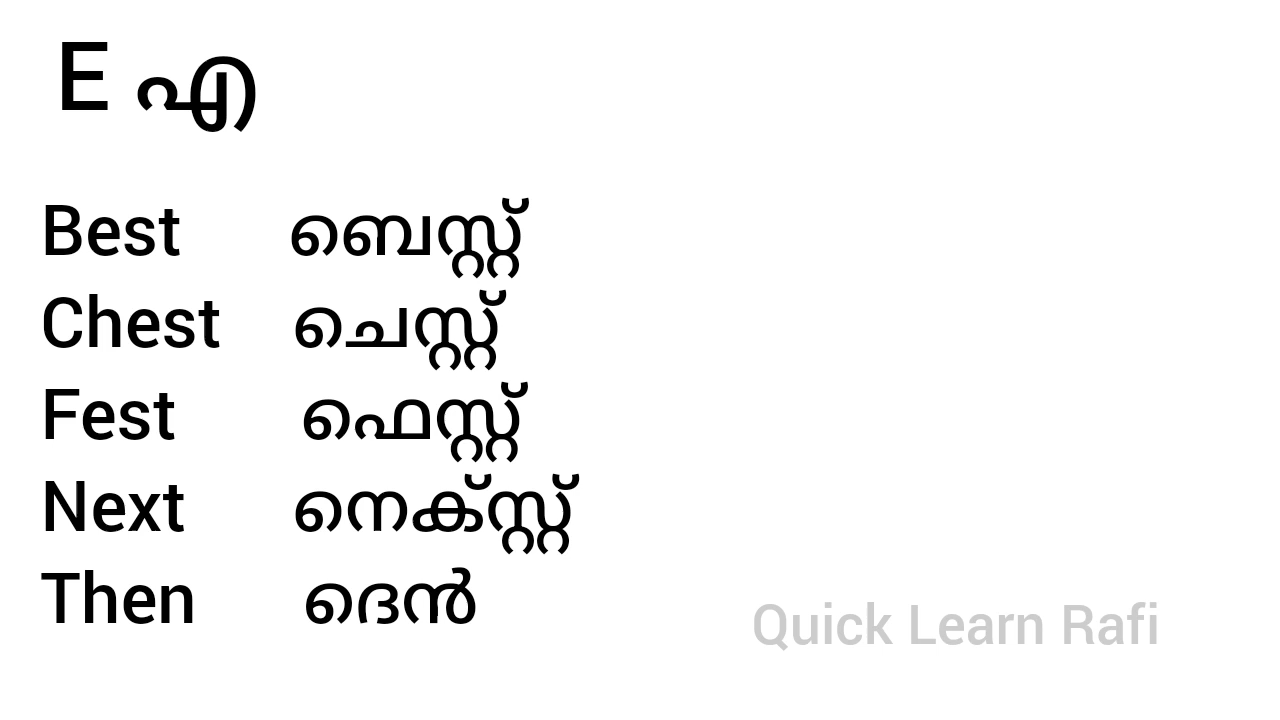 E എ
Best ബെസ്റ്റ്
Chest ചെസ്റ്റ്
Fest ഫെസ്റ്റ്
Next നെക്സ്റ്റ്
Then ദെൻ
Quick Learn Rafi